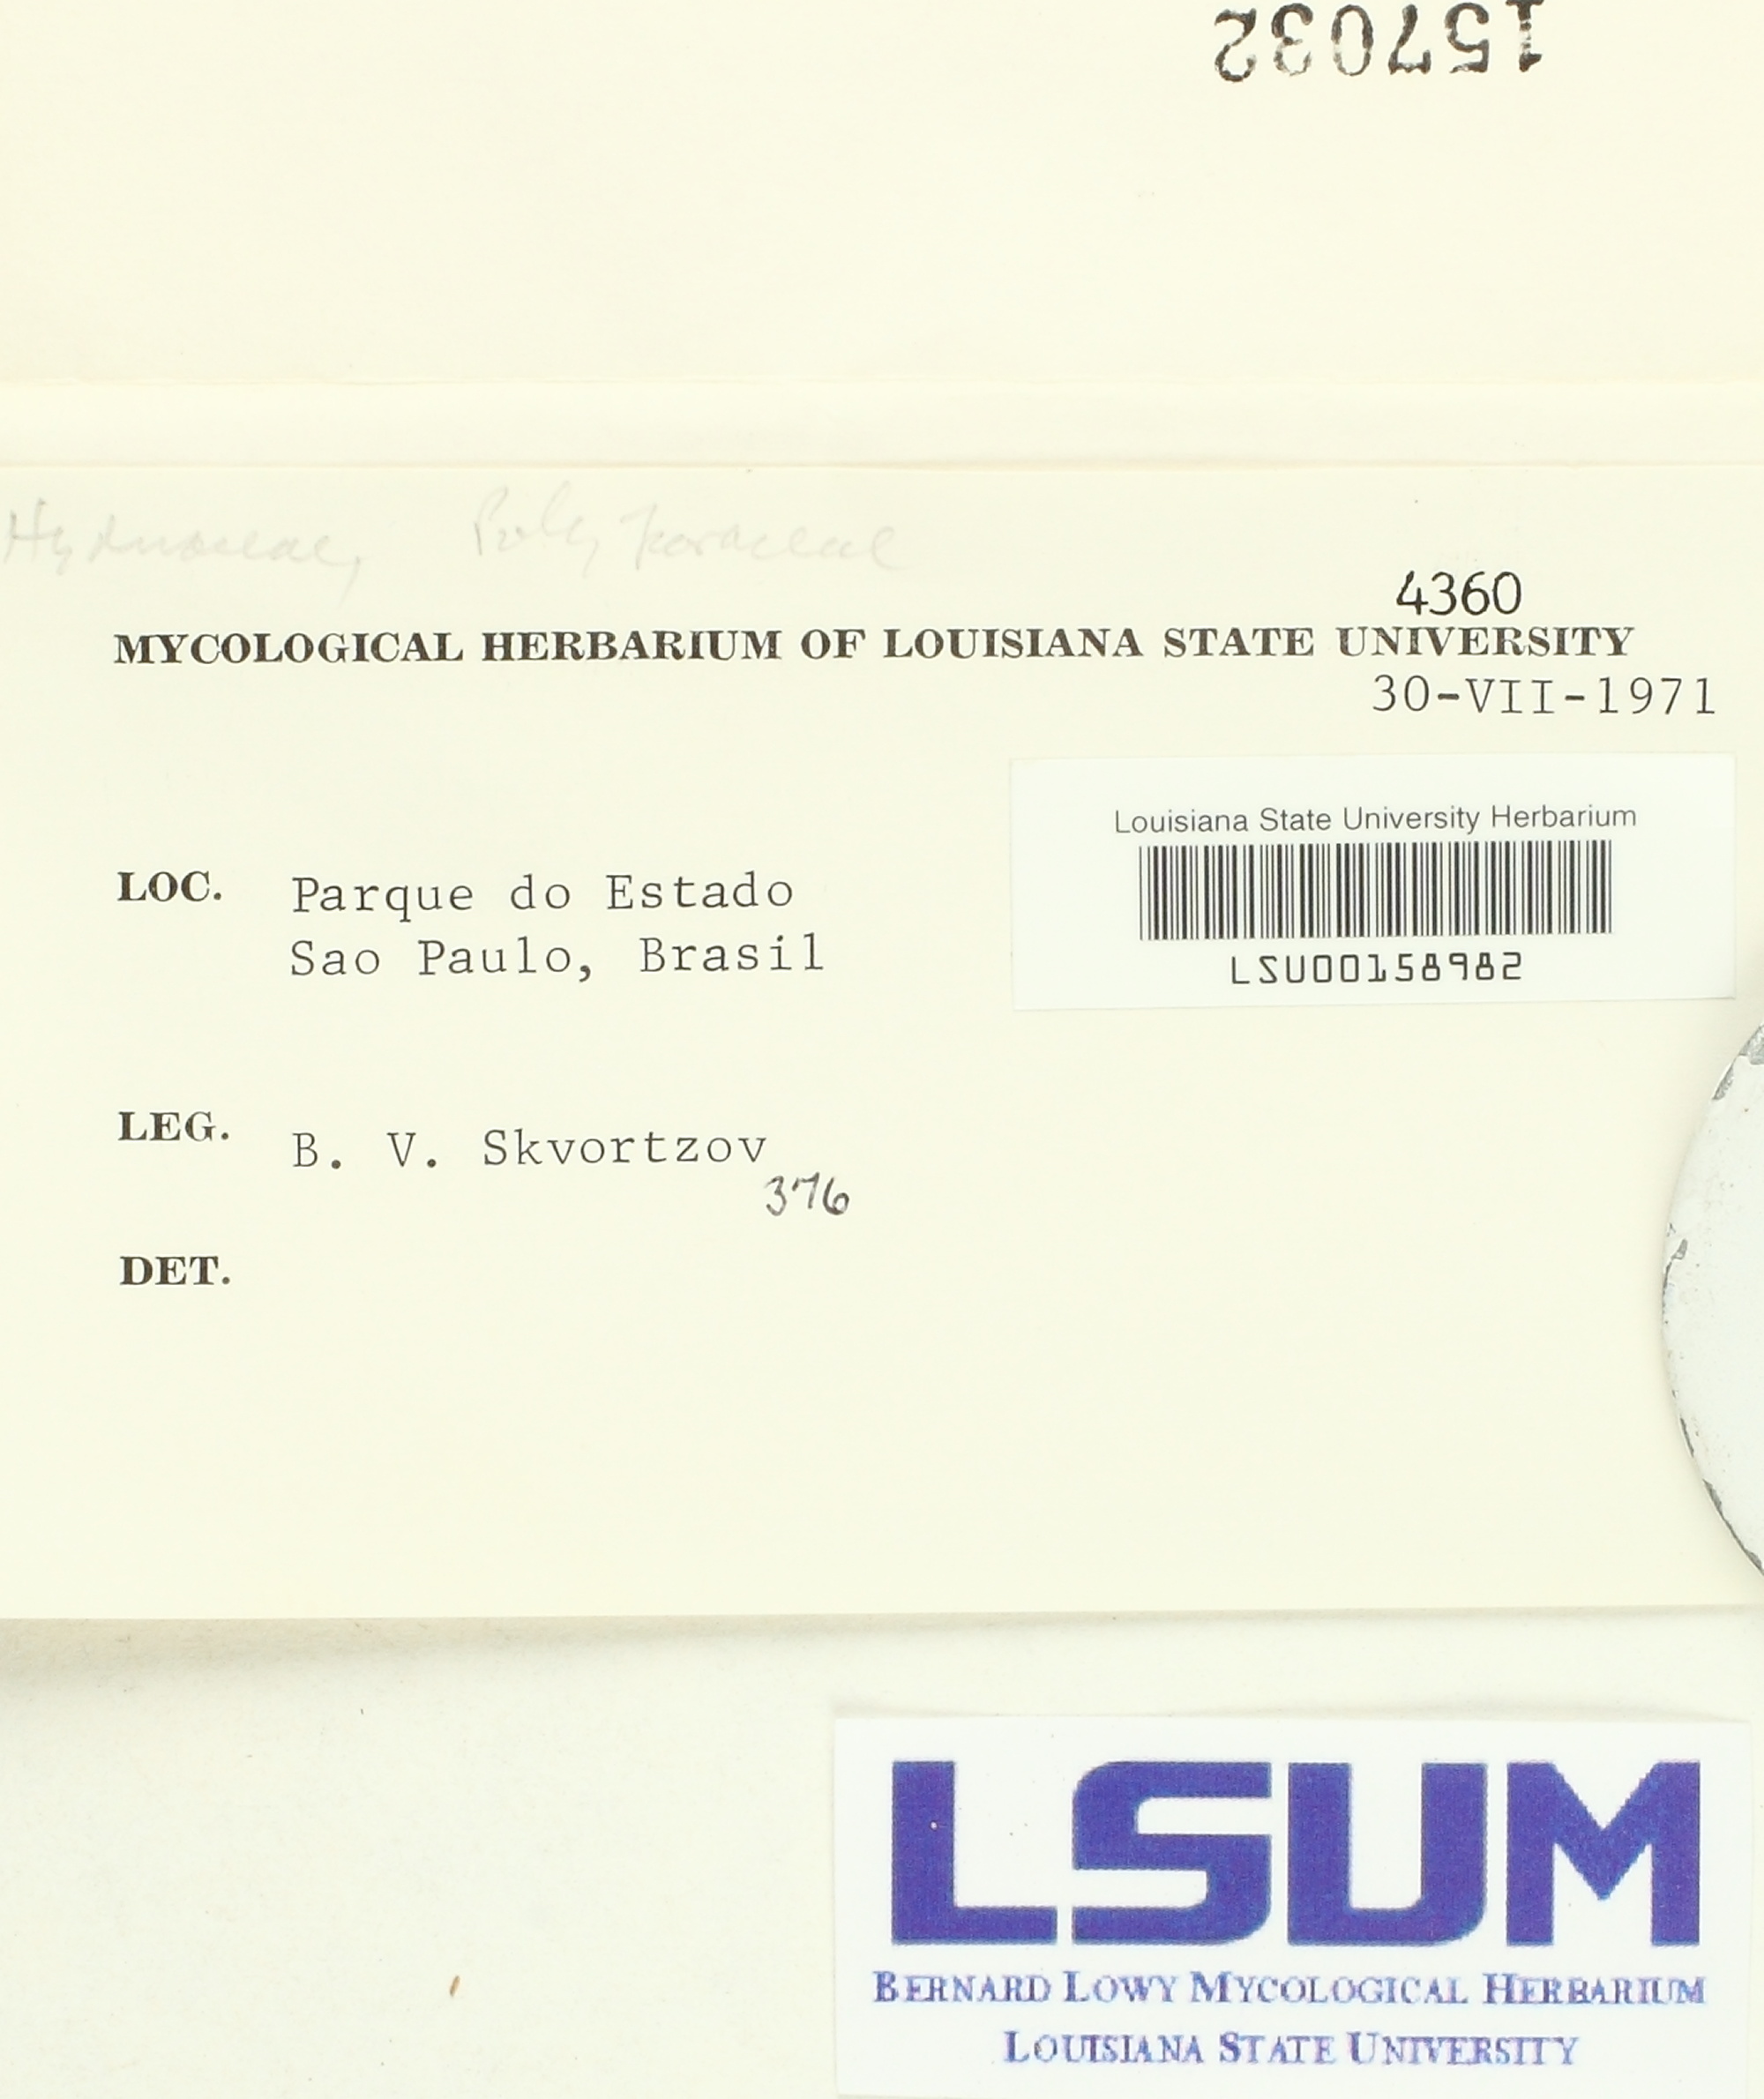 157032
Hydnaceae, Polyporaceae
4360
MYCOLOGICAL HERBARIUM OF LOUISIANA STATE UNIVERSITY
30-VII-1971
Louisiana State University Herbarium
LSU00158982
LOC. Parque do Estado
Sao Paulo, Brasil
LEG. B. V. Skvortzov
376
DET.
LSUM
BERNARD LOWY MYCOLOGICAL HERBARIUM
LOUISIANA STATE UNIVERSITY